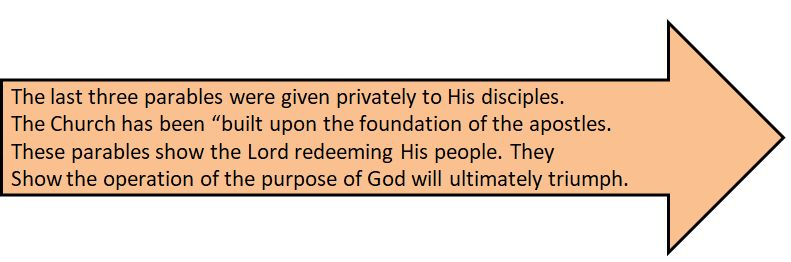 The last three parables were given privately to His disciples.
The Church has been “built upon the foundation of the apostles.
These parables show the Lord redeeming His people. They
Show the operation of the purpose of God will ultimately triumph.